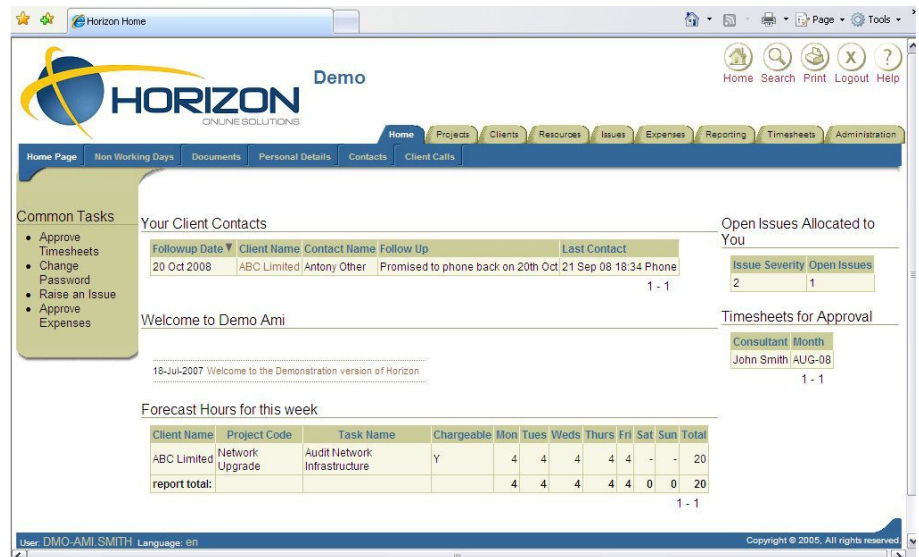 Horizon Home
Page
Tools
HORIZON
ONLINE SOLUTIONS
Demo
Home Search Print Logout Help
Home Projects Clients Resources Issues Expenses Reporting Timesheets Administration
Home Page Non Working Days Documents Personal Details Contacts Client Calls
Common Tasks
Approve
Timesheets
Change
Password
Raise an Issue
Approve
Expenses
Your Client Contacts
Followup Date Client Name Contact Name Follow Up Last Contact
20 Oct 2008 ABC Limited Antony Other Promised to phone back on 20th Oct 21 Sep 08 18:34 Phone
1 - 1
Welcome to Demo Ami
18-Jul-2007 Welcome to the Demonstration version of Horizon
Forecast Hours for this week
Client Name Project Code Task Name Chargeable Mon Tues Weds Thurs Fri Sat Sun Total
ABC Limited Network Upgrade Audit Network Infrastructure Y 4 4 4 4 4 - - 20
report total: 4 4 4 4 4 0 0 20
1 - 1
Open Issues Allocated to
You
Issue Severity Open Issues
2 1
Timesheets for Approval
Consultant Month
John Smith AUG-08
1 - 1
User: DMO-AMI.SMITH Language: en
Copyright © 2005, All rights reserved.